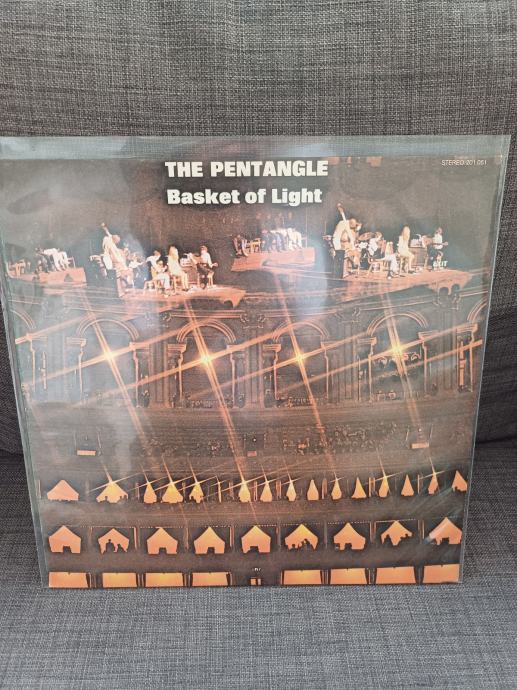 THE PENTANGLE
STEREO 201 051
Basket of Light